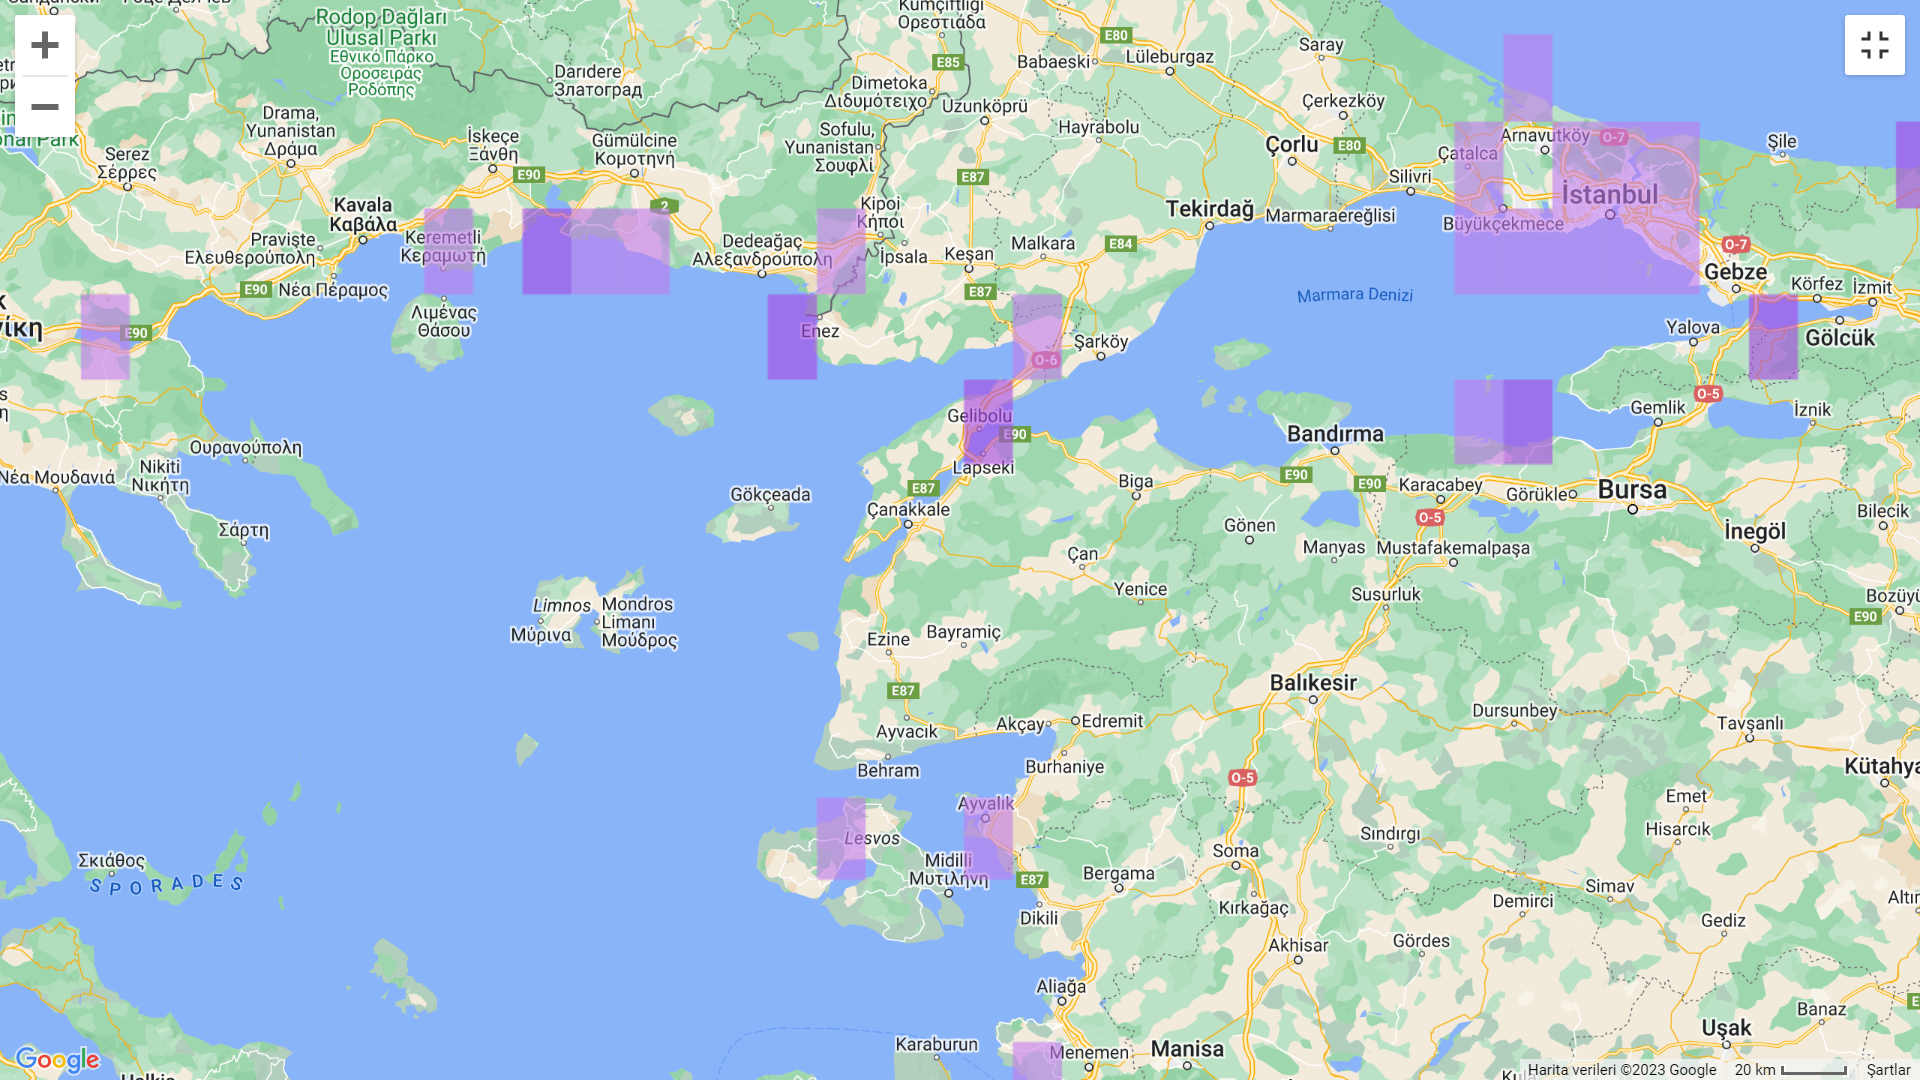 Rodop Dağları
Ulusal Parkı
Εθνικό Πάρκο
Οροσειράς
Ροδόπης
Kumçiftliği
Ορεστιάδα
E80
E85
Babaeski
Lüleburgaz
Saray
Darıdere
Златоград
Dimetoka
Διδυμότειχο
Uzunköprü
Çerkezköy
Drama,
Yunanistan
Δράμα
İskeçe
Ξάνθη
Gümülcine
Κομοτηνή
Sofulu,
Yunanistan
Σουφλί
Hayrabolu
Çorlu
E80
Arnavutköy
O-7
Şile
Çatalca
Serez
Σέρρες
E90
E87
Silivri
İstanbul
Kavala
Καβάλα
2
Kipoi
Κήποι
Tekirdağ
Marmaraereğlisi
Büyükçekmece
Pravişte
Ελευθερούπολη
Keremetli
Κεραμωτή
Dedeağaç
Αλεξανδρούπολη
İpsala
Keşan
Malkara
E84
O-7
Gebze
E90
Νέα Πέραμος
E87
Marmara Denizi
Körfez
İzmit
Λιμένας
Θάσου
Enez
E90
Yalova
Gölcük
O-6
Şarköy
Gelibolu
E90
O-5
Gemlik
İznik
Ουρανούπολη
Bandırma
Lapseki
Nikiti
Νικήτη
Νέα Μουδανιά
E87
Biga
E90
E90
Karacabey
Görükle
Bursa
Gökçeada
Çanakkale
O-5
Bilecik
Σάρτη
Gönen
İnegöl
Çan
Manyas
Mustafakemalpaşa
Yenice
Susurluk
Limnos
Μύρινα
Mondros
Limanı
Μούδρος
E90
Ezine
Bayramiç
E87
Balıkesir
Dursunbey
Tavşanlı
Ayvacık
Akçay
Edremit
Behram
Burhaniye
O-5
Kütahya
Emet
Ayvalık
Hisarcık
Lesvos
Sındırgı
Soma
Σκιάθος
SPORADES
Midilli
Μυτιλήνη
E87
Bergama
Simav
Kırkağaç
Demirci
Dikili
Gediz
Akhisar
Gördes
Aliağa
Banaz
Uşak
Karaburun
Menemen
Manisa
Google
Harita verileri ©2023 Google
20 km
Şartlar